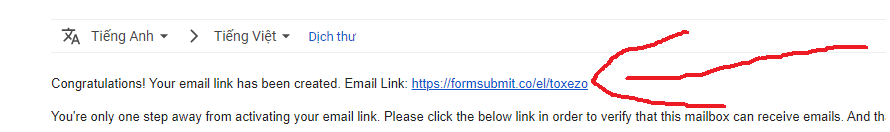 Tiếng Anh Tiếng Việt Dịch thư
Congratulations! Your email link has been created. Email Link: https://formsubmit.co/el/toxezo
You're only one step away from activating your email link. Please click the below link in order to verify that this mailbox can receive emails. And th